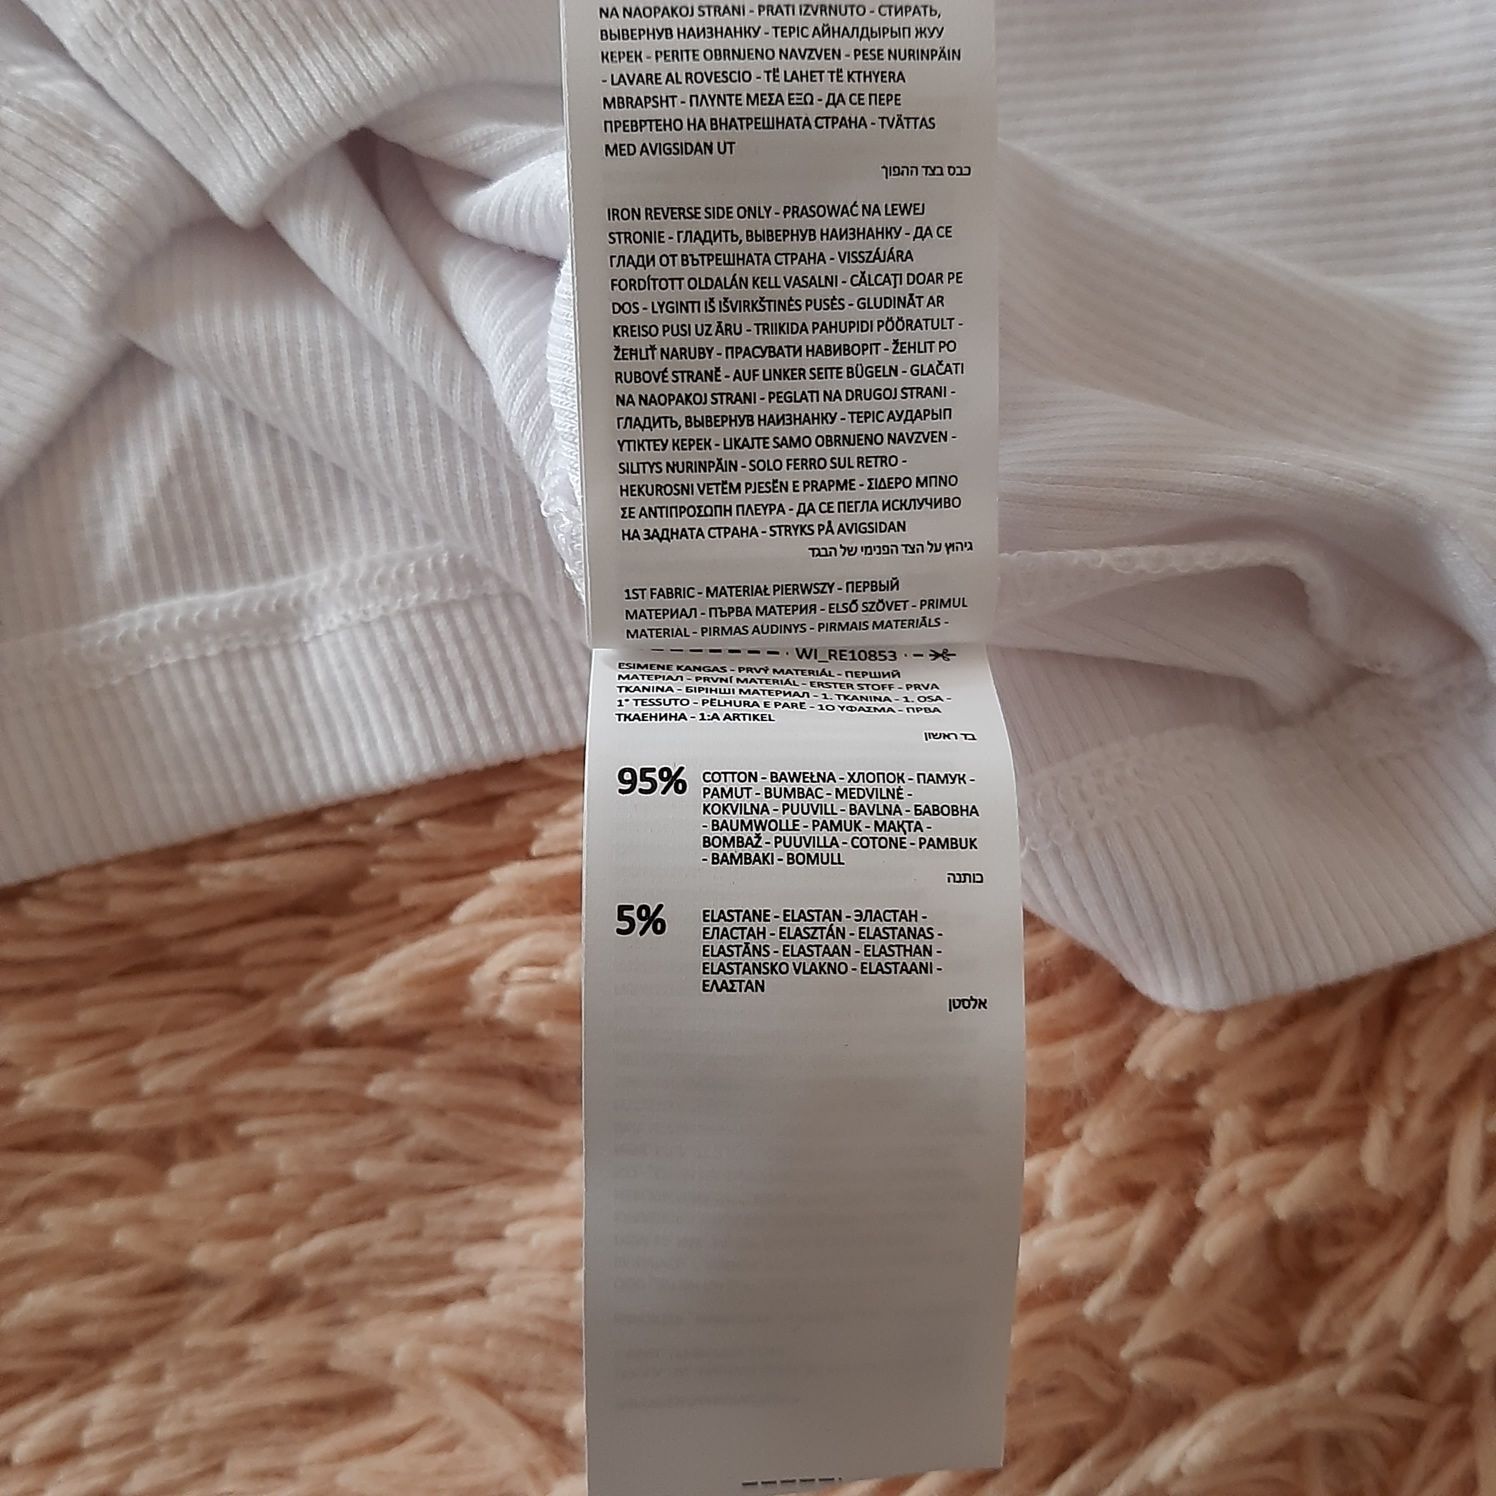 NA NAOPAKOJ STRANI - PRATI IZVRNUTO - СТИРАТЬ,
ВЫВЕРНУВ НАИЗНАНКУ - ТЕРІС АЙНАЛДЫРЫП ЖУУ
КЕРЕК - PERITE OBRNJENO NAVZVEN - PESE NURINPÄIN
- LAVARE AL ROVESCIO - TË LAHET TË KTHYERA
MBRAPSHT - ΠΛΥΝΤΕ ΜΕΣΑ ΕΞΩ - ДА СЕ ПЕРЕ
ПРЕВРТЕНО НА ВНАТРЕШНАТА СТРАНА - TVÄTTAS
MED AVIGSIDAN UT
כבס בצד ההפוך
IRON REVERSE SIDE ONLY - PRASOWAĆ NA LEWEJ
STRONIE - ГЛАДИТЬ, ВЫВЕРНУВ НАИЗНАНКУ - ДА СЕ
ГЛАДИ ОТ ВЪТРЕШНАТА СТРАНА - VISSZÁJÁRA
FORDÍTOTT OLDALÁN KELL VASALNI - CĂLCAȚI DOAR PE
DOS - LYGINTI IŠ IŠVIRKŠTINĖS PUSĖS - GLUDINĀT AR
KREISO PUSI UZ ĀRU - TRIIKIDA PAHUPIDI PÖÖRATULT -
ŽEHLIŤ NARUBY - ПРАСУВАТИ НАВИВОРІТ - ŽEHLIT PO
RUBOVÉ STRANĚ - AUF LINKER SEITE BÜGELN - GLAČATI
NA NAOPAKOJ STRANI - PEGLATI NA DRUGOJ STRANI -
ГЛАДИТЬ, ВЫВЕРНУВ НАИЗНАНКУ - ТЕРІС АУДАРЫП
ҮТІКТЕУ КЕРЕК - LIKAJTE SAMO OBRNJENO NAVZVEN -
SILITYS NURINPÄIN - SOLO FERRO SUL RETRO -
HEKUROSNI VETËM PJESËN E PRAPME - ΣΙΔΕΡΟ ΜΠΝΟ
ΣΕ ΑΝΤΙΠΡΟΣΩΠΗ ΠΛΕΥΡΑ - ДА СЕ ПЕГЛА ИСКЛУЧИВО
НА ЗАДНАТА СТРАНА - STRYKS PÅ AVIGSIDAN
גיהוץ על הצד הפנימי של הבגד
1ST FABRIC - MATERIAŁ PIERWSZY - ПЕРВЫЙ
МАТЕРИАЛ - ПЪРВА МАТЕРИЯ - ELSŐ SZÖVET - PRIMUL
MATERIAL - PIRMAS AUDINYS - PIRMAIS MATERIĀLS -
WI_RE10853
ESIMENE KANGAS - PRVÝ MATERIÁL - ПЕРШИЙ
МАТЕРІАЛ - PRVNÍ MATERIÁL - ERSTER STOFF - PRVA
TKANINA - БІРІНШІ МАТЕРИАЛ - 1. TKANINA - 1. OSA -
1° TESSUTO - PËLHURA E PARË - 1Ο ΥΦΑΣΜΑ - ПРВА
ТКАЕНИНА - 1:A ARTIKEL
בד ראשון
95% COTTON - BAWEŁNA - ХЛОПОК - ПАМУК -
PAMUT - BUMBAC - MEDVILNĖ -
KOKVILNA - PUUVILL - BAVLNA - БАВОВНА
- BAUMWOLLE - PAMUK - МАҚТА -
BOMBAŽ - PUUVILLA - COTONE - PAMBUK
- BAMBAKI - BOMULL
כותנה
5% ELASTANE - ELASTAN - ЭЛАСТАН -
ЕЛАСТАН - ELASZTÁN - ELASTANAS -
ELASTĀNS - ELASTAAN - ELASTHAN -
ELASTANSKO VLAKNO - ELASTAANI -
ΕΛΑΣΤΑΝ
אלסטן